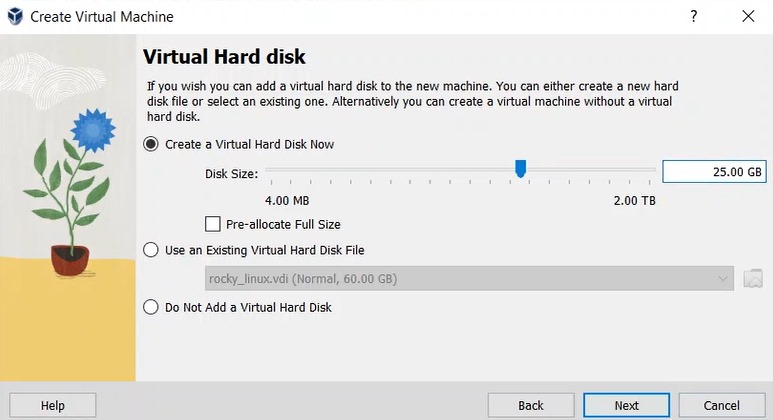 Create Virtual Machine
?
Virtual Hard disk
If you wish you can add a virtual hard disk to the new machine. You can either create a new hard
disk file or select an existing one. Alternatively you can create a virtual machine without a virtual
hard disk.
Create a Virtual Hard Disk Now
Disk Size:
25.00 GB
4.00 MB
2.00 TB
Pre-allocate Full Size
Use an Existing Virtual Hard Disk File
rocky_linux.vdi (Normal, 60.00 GB)
Do Not Add a Virtual Hard Disk
Help
Back
Next
Cancel